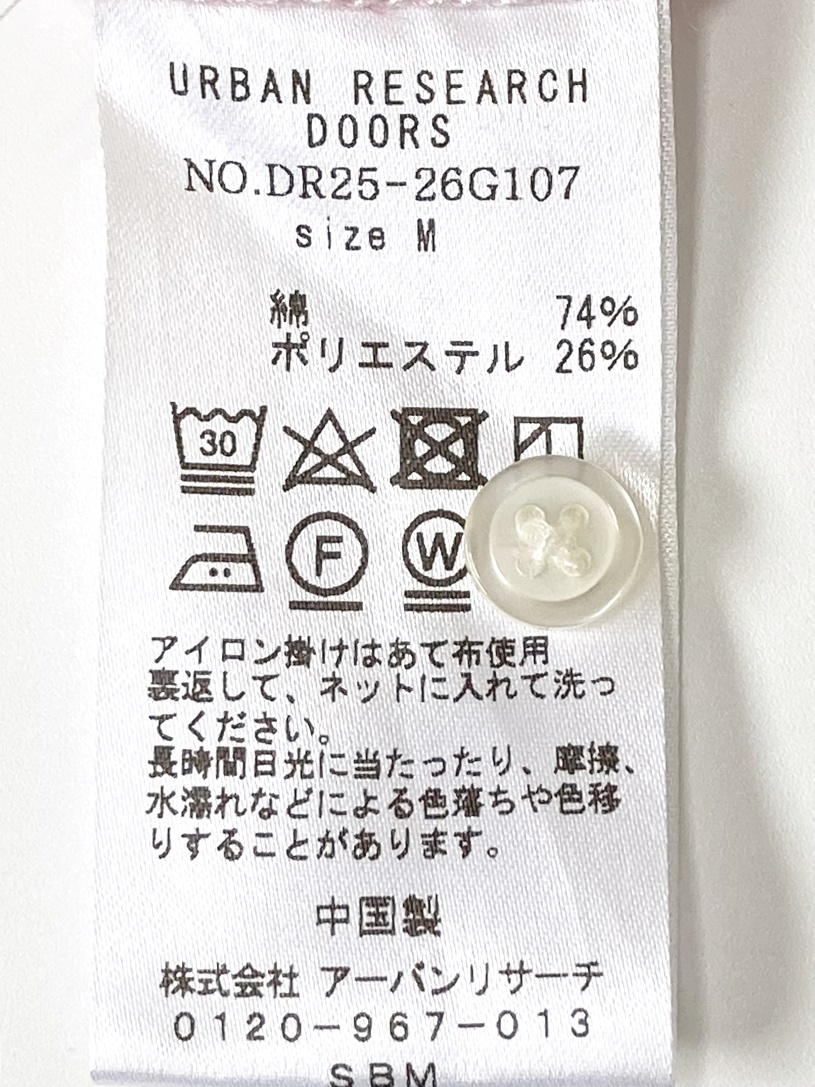 URBAN RESEARCH
DOORS
NO.DR25-26G107
size M
綿 74%
ポリエステル 26%
30
F W
アイロン掛けはあて布使用
裏返して、ネットに入れて洗っ
てください。
長時間日光に当たったり、摩擦、
水濡れなどによる色落ちや色移
りすることがあります。
中国製
株式会社 アーバンリサーチ
0120-967-013
SBM